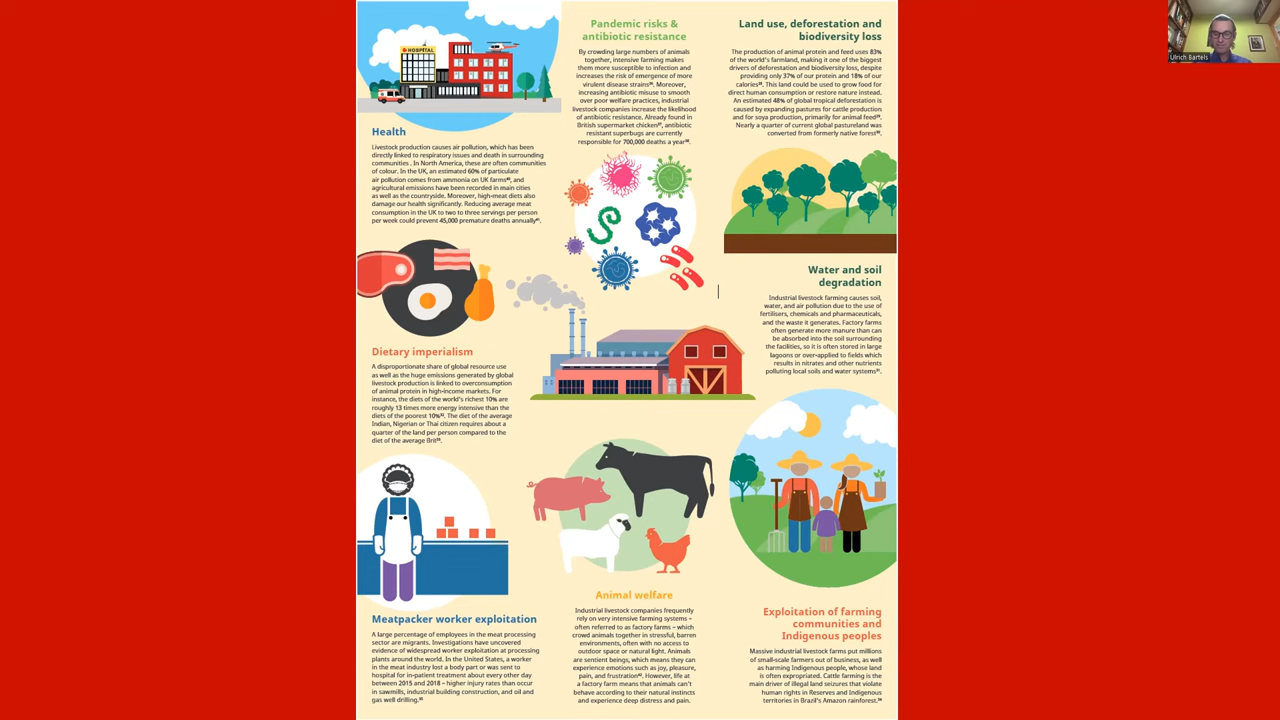 HOSPITAL
Health
Livestock production causes air pollution, which has been
directly linked to respiratory issues and death in surrounding
communities . In North America, these are often communities
of colour. In the UK, an estimated 60% of particulate
air pollution comes from ammonia on UK farms⁴⁰, and
agricultural emissions have been recorded in main cities
as well as the countryside. Moreover, high-meat diets also
damage our health significantly. Reducing average meat
consumption in the UK to two to three servings per person
per week could prevent 45,000 premature deaths annually⁴¹.
Dietary imperialism
A disproportionate share of global resource use
as well as the huge emissions generated by global
livestock production is linked to overconsumption
of animal protein in high-income markets. For
instance, the diets of the world's richest 10% are
roughly 13 times more energy intensive than the
diets of the poorest 10%³². The diet of the average
Indian, Nigerian or Thai citizen requires about a
quarter of the land per person compared to the
diet of the average Brit³³.
Meatpacker worker exploitation
A large percentage of employees in the meat processing
sector are migrants. Investigations have uncovered
evidence of widespread worker exploitation at processing
plants around the world. In the United States, a worker
in the meat industry lost a body part or was sent to
hospital for in-patient treatment about every other day
between 2015 and 2018 – higher injury rates than occur
in sawmills, industrial building construction, and oil and
gas well drilling.³⁵
Pandemic risks &
antibiotic resistance
By crowding large numbers of animals
together, intensive farming makes
them more susceptible to infection and
increases the risk of emergence of more
virulent disease strains³⁶. Moreover,
increasing antibiotic misuse to smooth
over poor welfare practices, industrial
livestock companies increase the likelihood
of antibiotic resistance. Already found in
British supermarket chicken³⁷, antibiotic
resistant superbugs are currently
responsible for 700,000 deaths a year³⁸.
Animal welfare
Industrial livestock companies frequently
rely on very intensive farming systems –
often referred to as factory farms – which
crowd animals together in stressful, barren
environments, often with no access to
outdoor space or natural light. Animals
are sentient beings, which means they can
experience emotions such as joy, pleasure,
pain, and frustration⁴². However, life at
a factory farm means that animals can't
behave according to their natural instincts
and experience deep distress and pain.
Land use, deforestation and
biodiversity loss
The production of animal protein and feed uses 83%
of the world's farmland, making it one of the biggest
drivers of deforestation and biodiversity loss, despite
providing only 37% of our protein and 18% of our
calories²⁸. This land could be used to grow food for
direct human consumption or restore nature instead.
An estimated 48% of global tropical deforestation is
caused by expanding pastures for cattle production
and for soya production, primarily for animal feed²⁹.
Nearly a quarter of current global pastureland was
converted from formerly native forest³⁰.
Water and soil
degradation
Industrial livestock farming causes soil,
water, and air pollution due to the use of
fertilisers, chemicals and pharmaceuticals,
and the waste it generates. Factory farms
often generate more manure than can
be absorbed into the soil surrounding
the facilities, so it is often stored in large
lagoons or over-applied to fields which
results in nitrates and other nutrients
polluting local soils and water systems³¹.
Exploitation of farming
communities and
Indigenous peoples
Massive industrial livestock farms put millions
of small-scale farmers out of business, as well
as harming Indigenous people, whose land
is often expropriated. Cattle farming is the
main driver of illegal land seizures that violate
human rights in Reserves and Indigenous
territories in Brazil's Amazon rainforest.³⁴
Ulrich Bartels